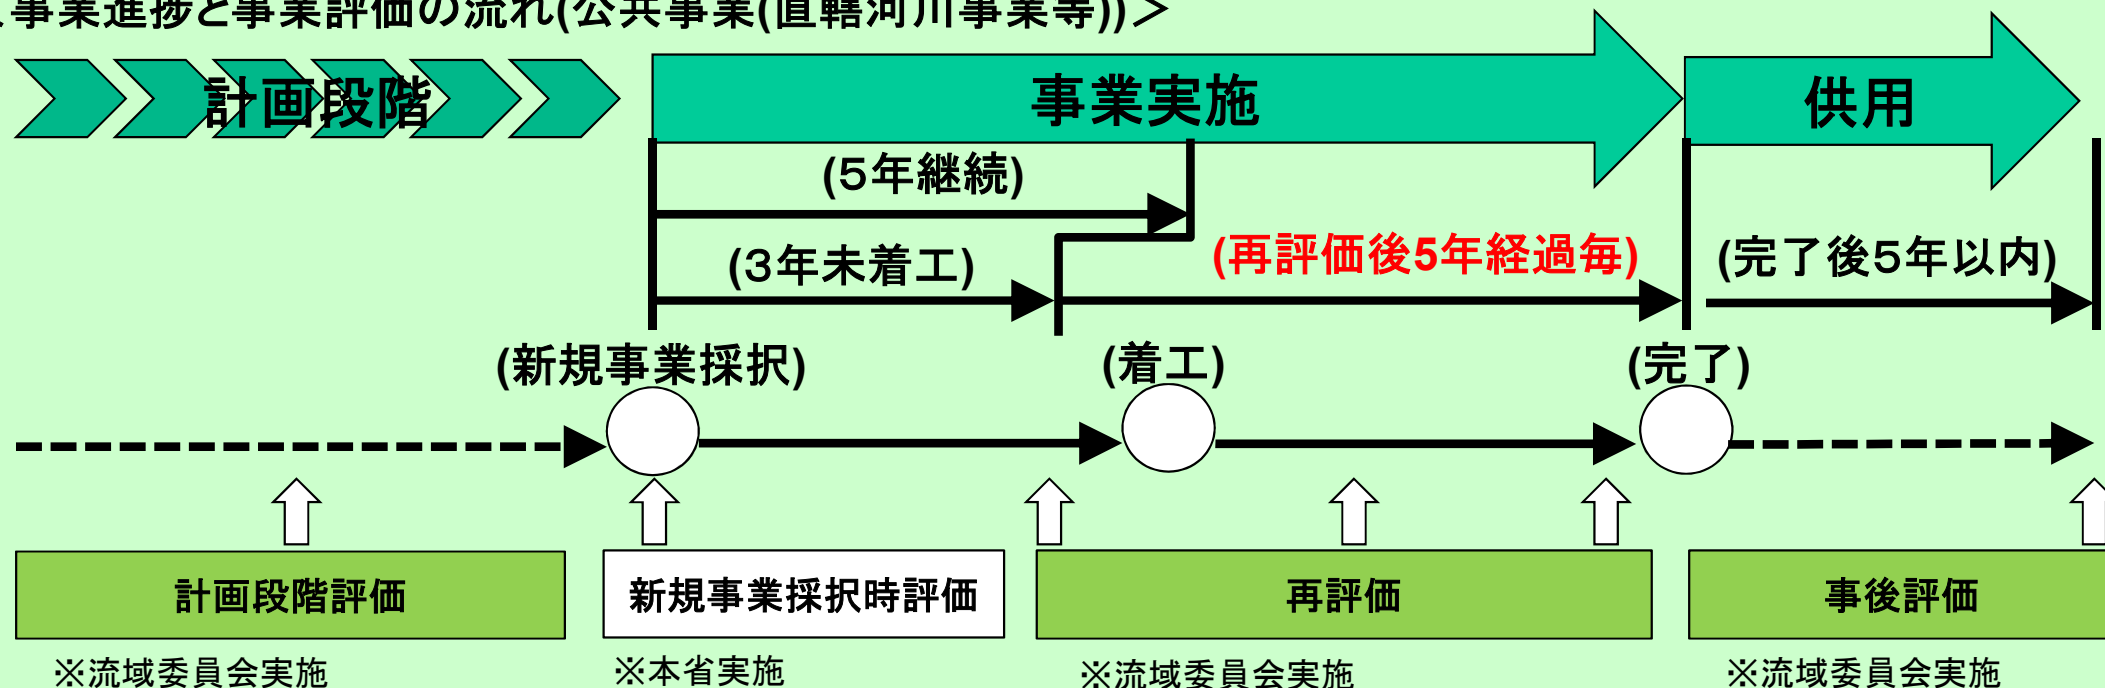 事業進捗と事業評価の流れ(公共事業(直轄河川事業等))＞
計画段階
事業実施
供用
(5年継続)
(3年未着工)
(再評価後5年経過毎)
(完了後5年以内)
(新規事業採択)
(着工)
(完了)
計画段階評価
新規事業採択時評価
再評価
事後評価
※流域委員会実施
※本省実施
※流域委員会実施
※流域委員会実施